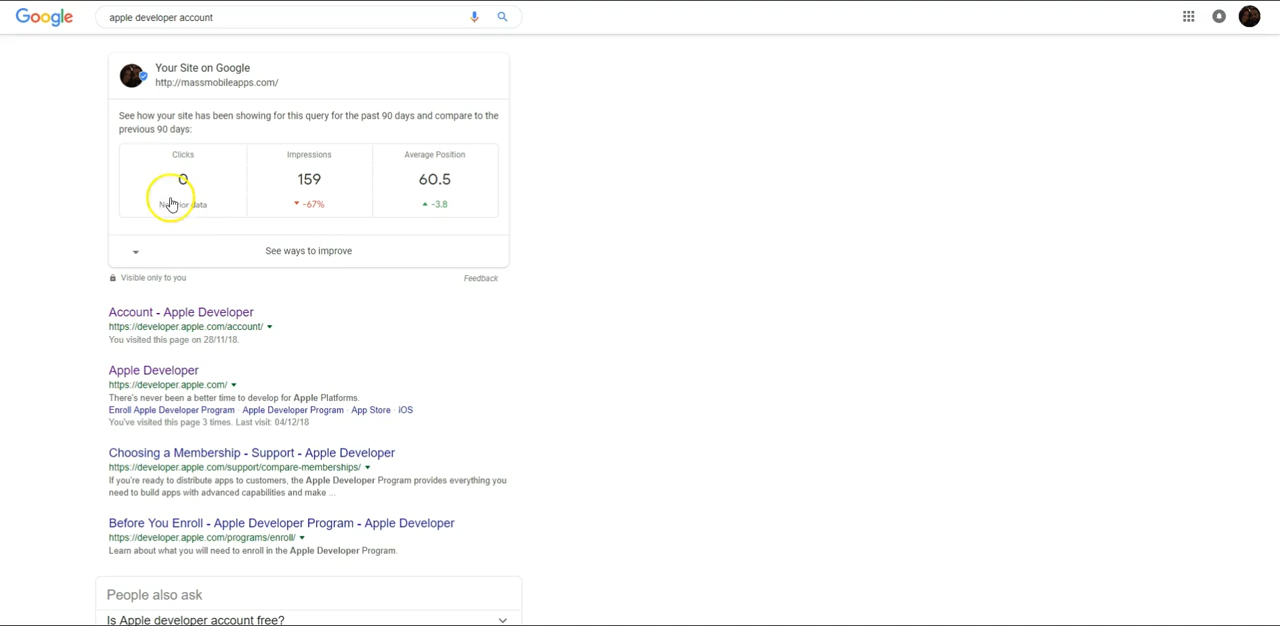 Google
apple developer account
Your Site on Google
http://massmobileapps.com/
See how your site has been showing for this query for the past 90 days and compare to the
previous 90 days:
Clicks Impressions Average Position
0 159 60.5
No prior data -67% -3.8
See ways to improve
Visible only to you Feedback
Account - Apple Developer
https://developer.apple.com/account/
You visited this page on 28/11/18.
Apple Developer
https://developer.apple.com/
There's never been a better time to develop for Apple Platforms.
Enroll Apple Developer Program · Apple Developer Program · App Store · iOS
You've visited this page 3 times. Last visit: 04/12/18
Choosing a Membership - Support - Apple Developer
https://developer.apple.com/support/compare-memberships/
If you're ready to distribute apps to customers, the Apple Developer Program provides everything you
need to build apps with advanced capabilities and make ...
Before You Enroll - Apple Developer Program - Apple Developer
https://developer.apple.com/programs/enroll/
Learn about what you will need to enroll in the Apple Developer Program.
People also ask
Is Apple developer account free?